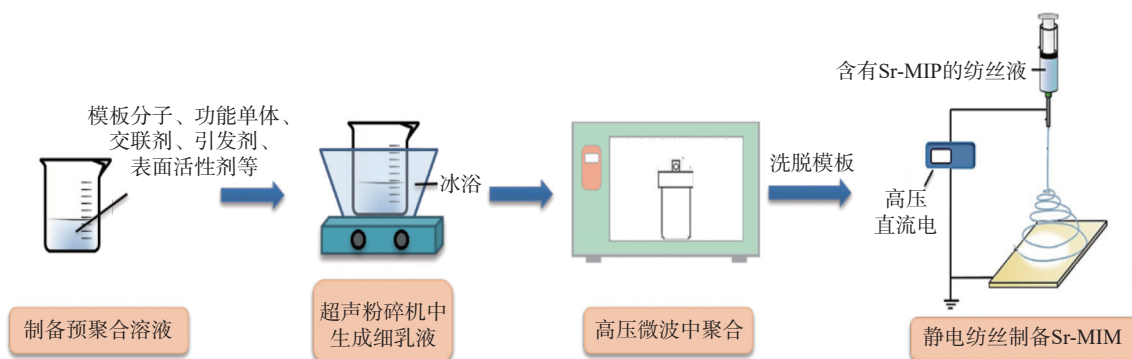 模板分子、功能单体、
交联剂、引发剂、
表面活性剂等
制备预聚合溶液
冰浴
超声粉碎机中
生成细乳液
高压微波中聚合
洗脱模板
含有Sr-MIP的纺丝液
高压
直流电
静电纺丝制备Sr-MIM